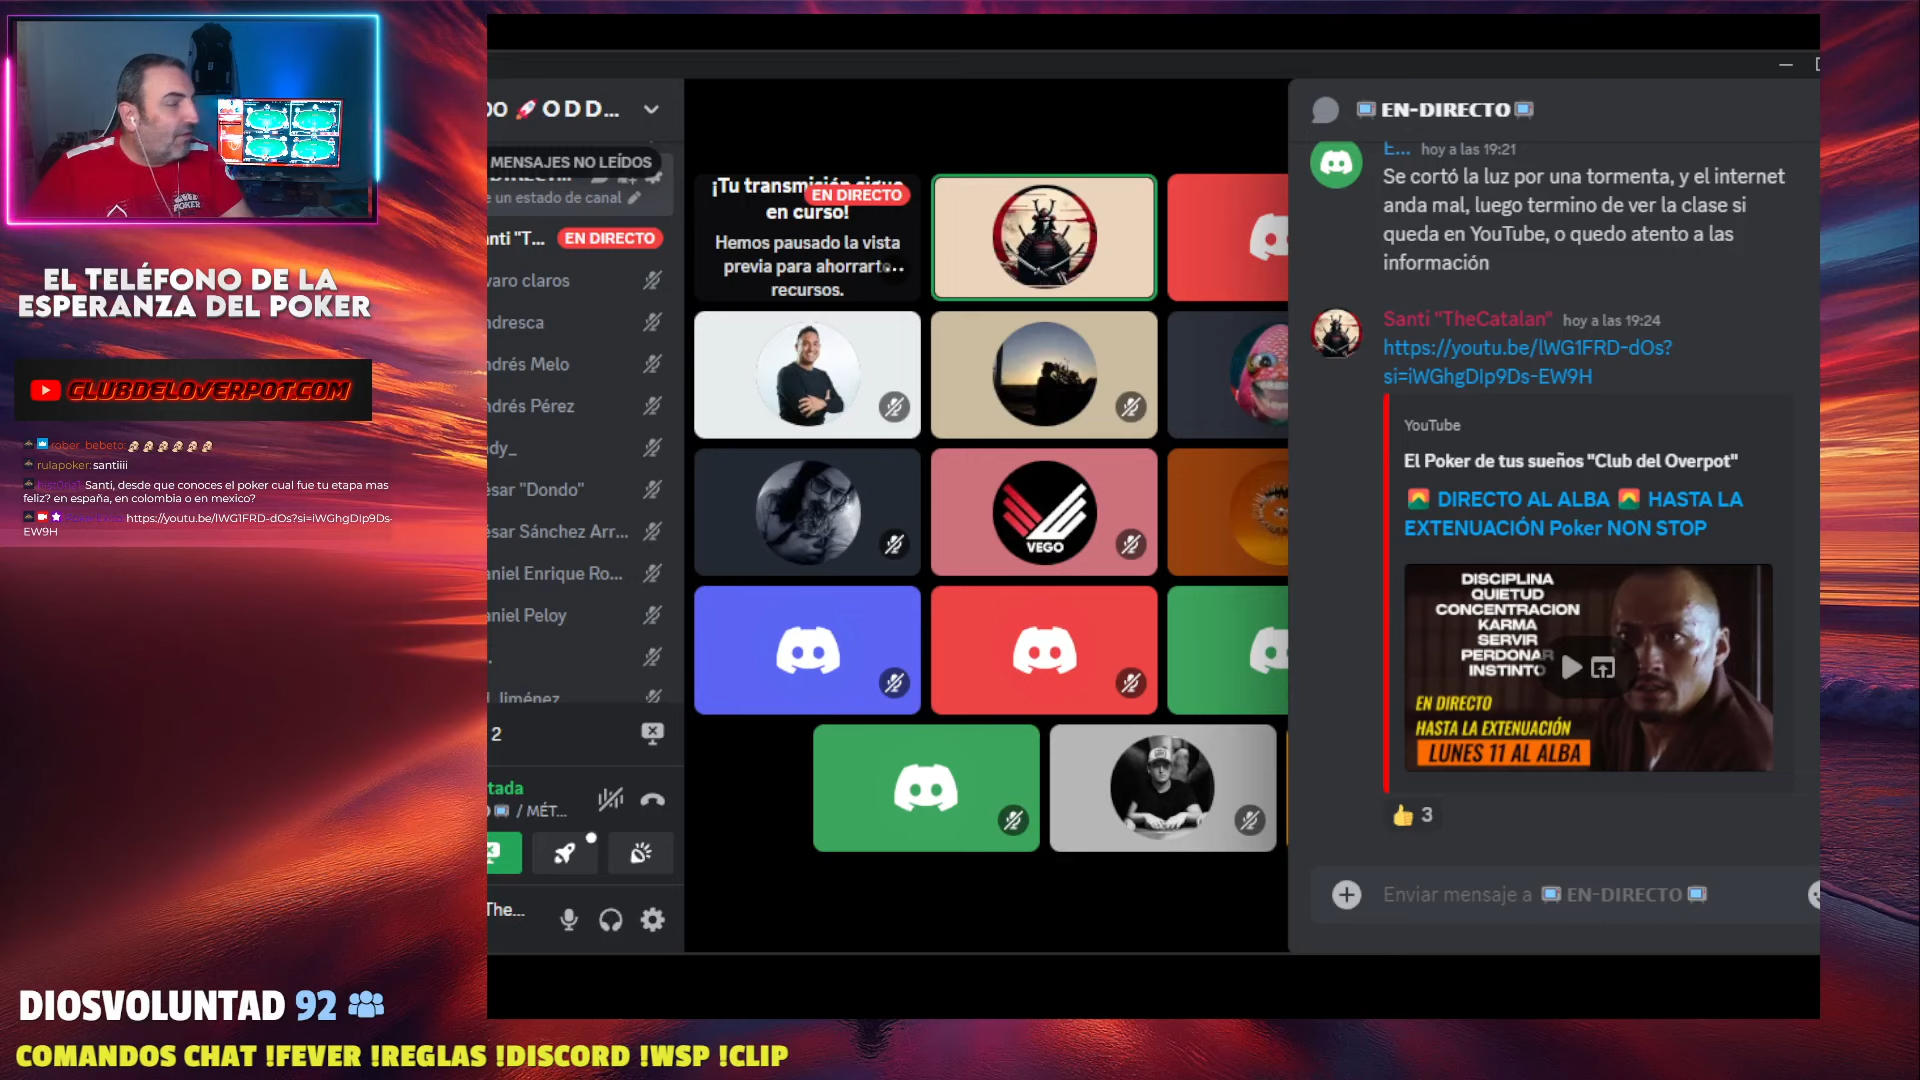 EL TELÉFONO DE LA
ESPERANZA DEL POKER
CLUBDELOVERPOT.COM
rober_bebeto:
rulapoker: santiiii
Santi, desde que conoces el poker cual fue tu etapa mas
feliz? en españa, en colombia o en mexico?
https://youtu.be/lWG1FRD-dOs?si=iWGhgDIp9Ds-
EW9H
DIOSVOLUNTAD 92
COMANDOS CHAT !FEVER !REGLAS !DISCORD !WSP !CLIP
DO 🚀 O D D...
MENSAJES NO LEÍDOS
e un estado de canal
nti "T... EN DIRECTO
varo claros
ndresca
ndrés Melo
ndrés Pérez
dy_
ésar "Dondo"
ésar Sánchez Arr...
aniel Enrique Ro...
aniel Peloy
l Jiménez
2
tada
/ MÉT...
The...
¡Tu transmisión sigue
EN DIRECTO
en curso!
Hemos pausado la vista
previa para ahorrarte...
recursos.
VEGO
EN-DIRECTO
E... hoy a las 19:21
Se cortó la luz por una tormenta, y el internet
anda mal, luego termino de ver la clase si
queda en YouTube, o quedo atento a las
información
Santi "TheCatalan" hoy a las 19:24
https://youtu.be/lWG1FRD-dOs?
si=iWGhgDIp9Ds-EW9H
YouTube
El Poker de tus sueños "Club del Overpot"
🌄 DIRECTO AL ALBA 🌄 HASTA LA
EXTENUACIÓN Poker NON STOP
DISCIPLINA
QUIETUD
CONCENTRACION
KARMA
SERVIR
PERDONAR
INSTINTO
EN DIRECTO
HASTA LA EXTENUACIÓN
LUNES 11 AL ALBA
👍 3
Enviar mensaje a EN-DIRECTO